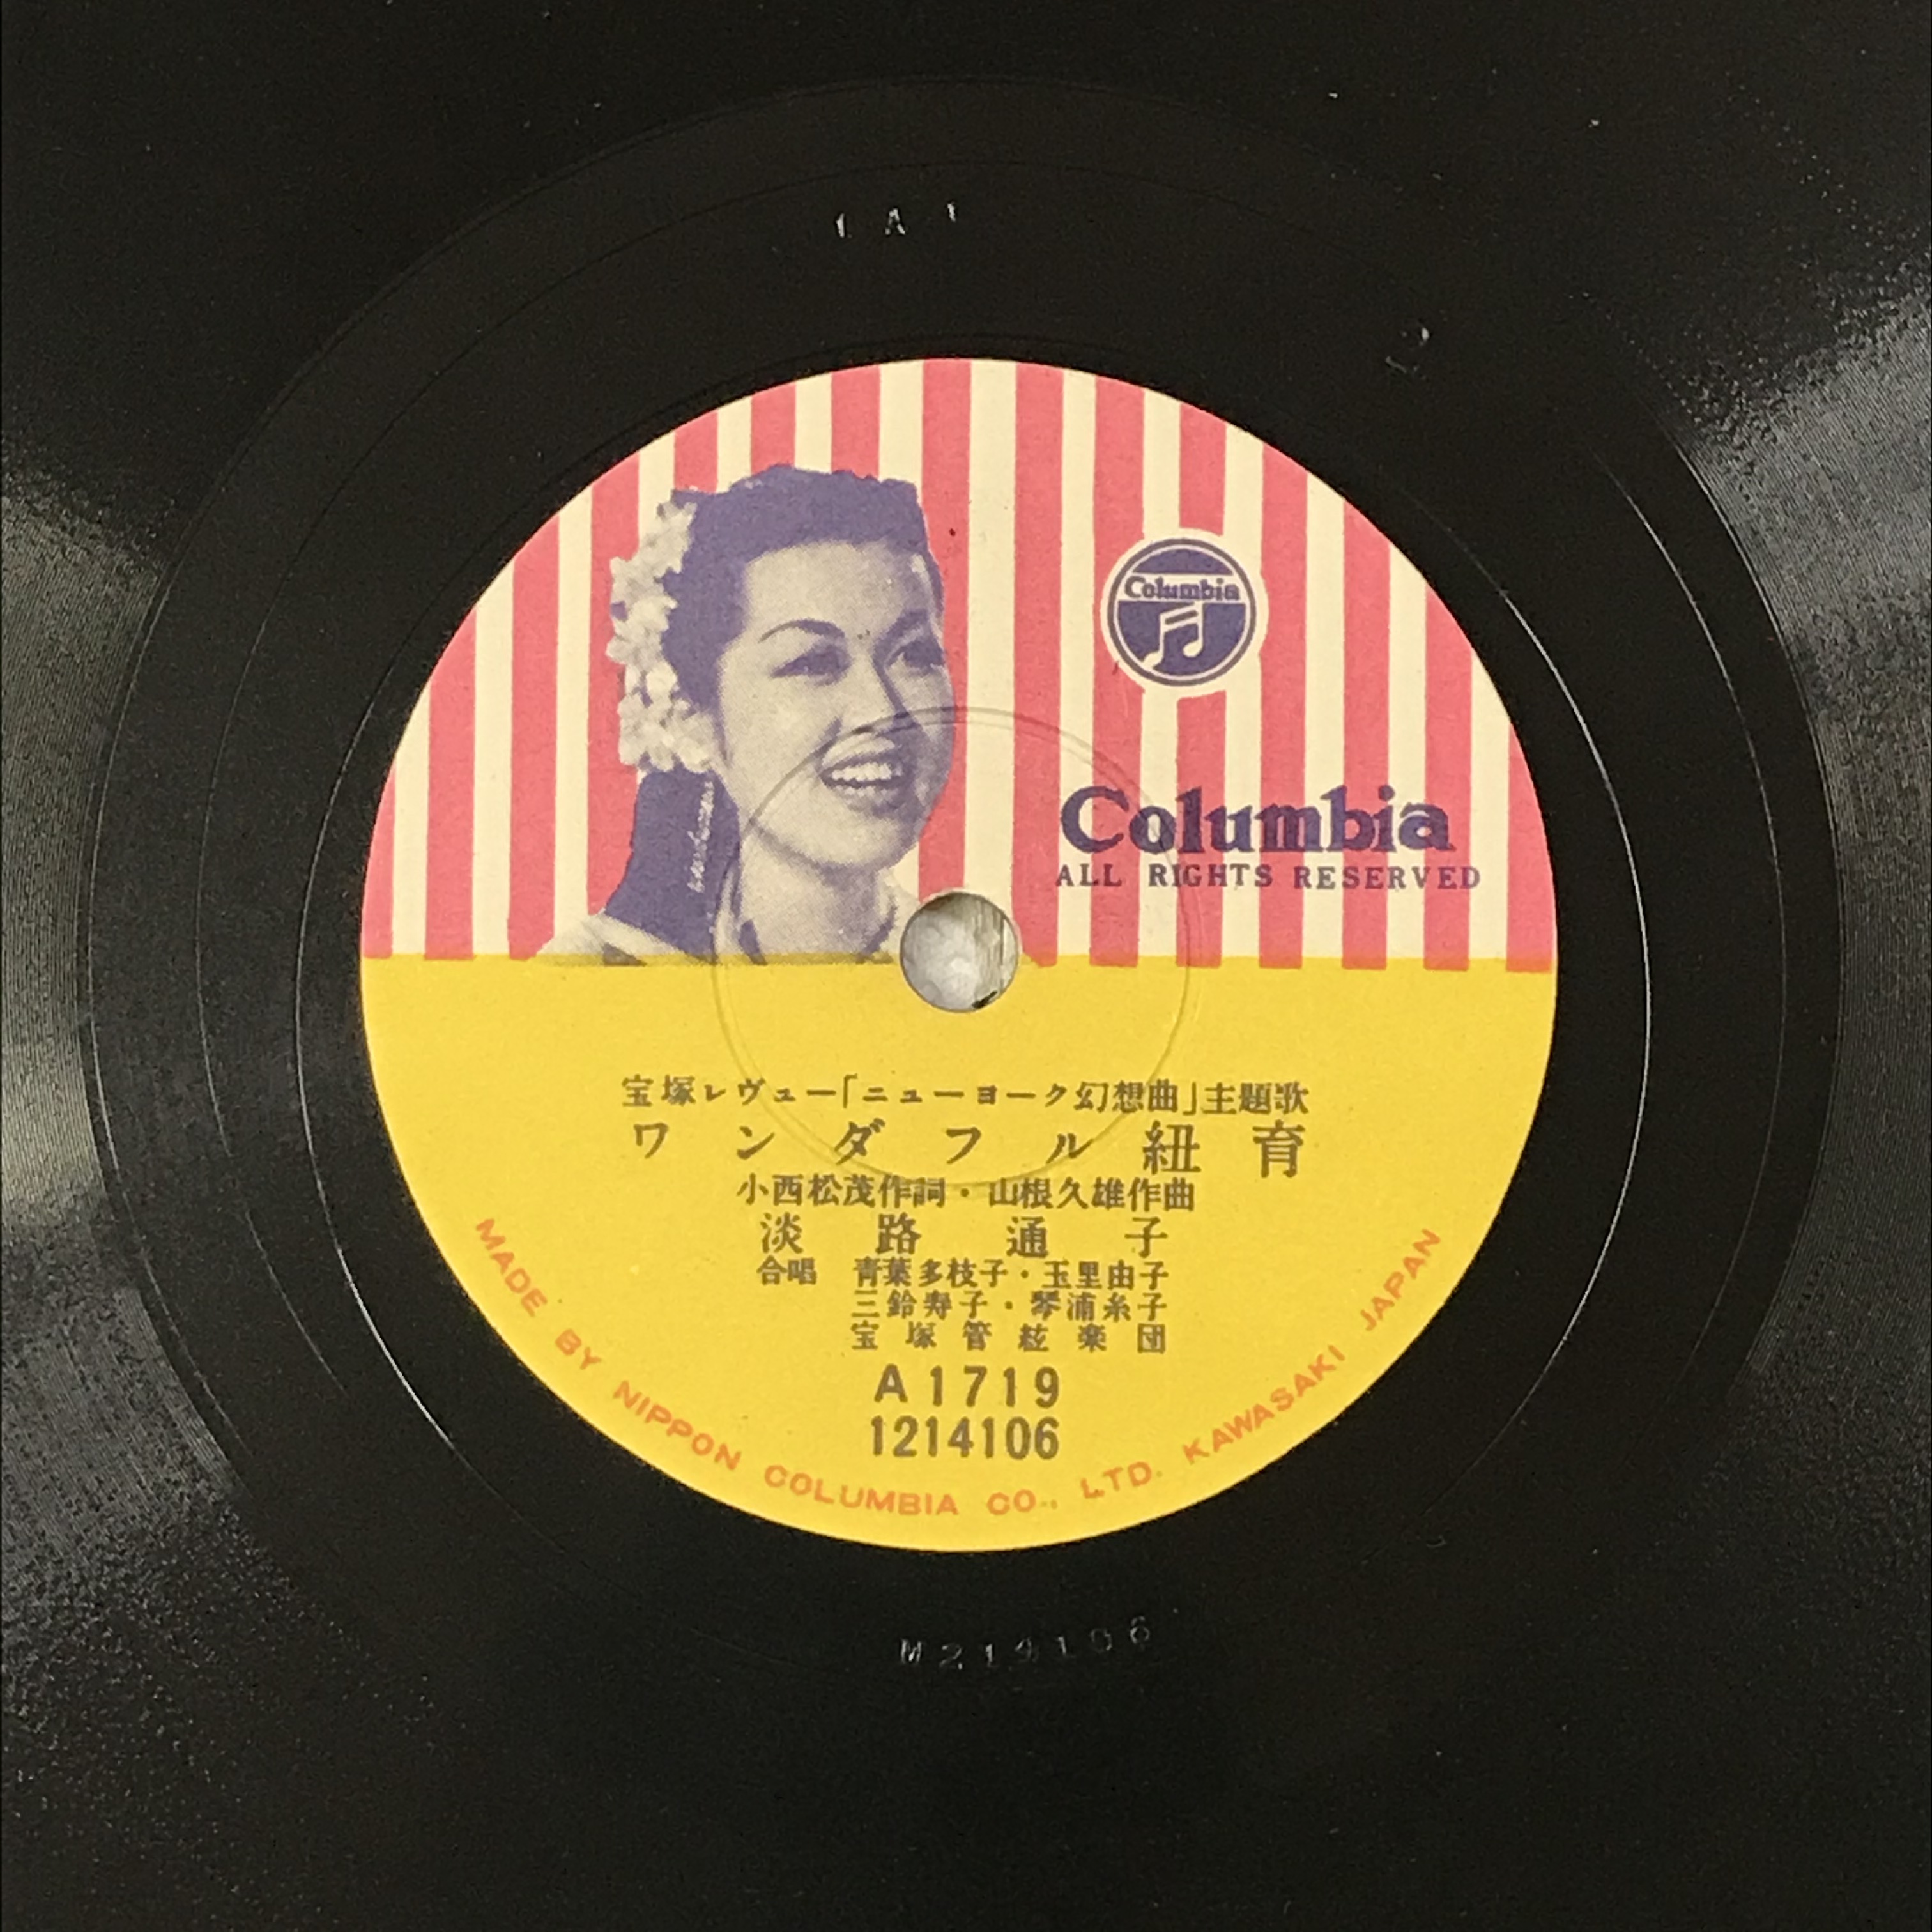 1 A 1
Columbia
Columbia
ALL RIGHTS RESERVED
宝塚レヴュー「ニューヨーク幻想曲」主題歌
ワンダフル紐育
小西松茂作詞・山根久雄作曲
淡路通子
合唱 青葉多枝子・玉里由子
三鈴寿子・琴浦糸子
宝塚管絃楽団
A1719
1214106
MADE BY NIPPON COLUMBIA CO., LTD. KAWASAKI JAPAN
M214106